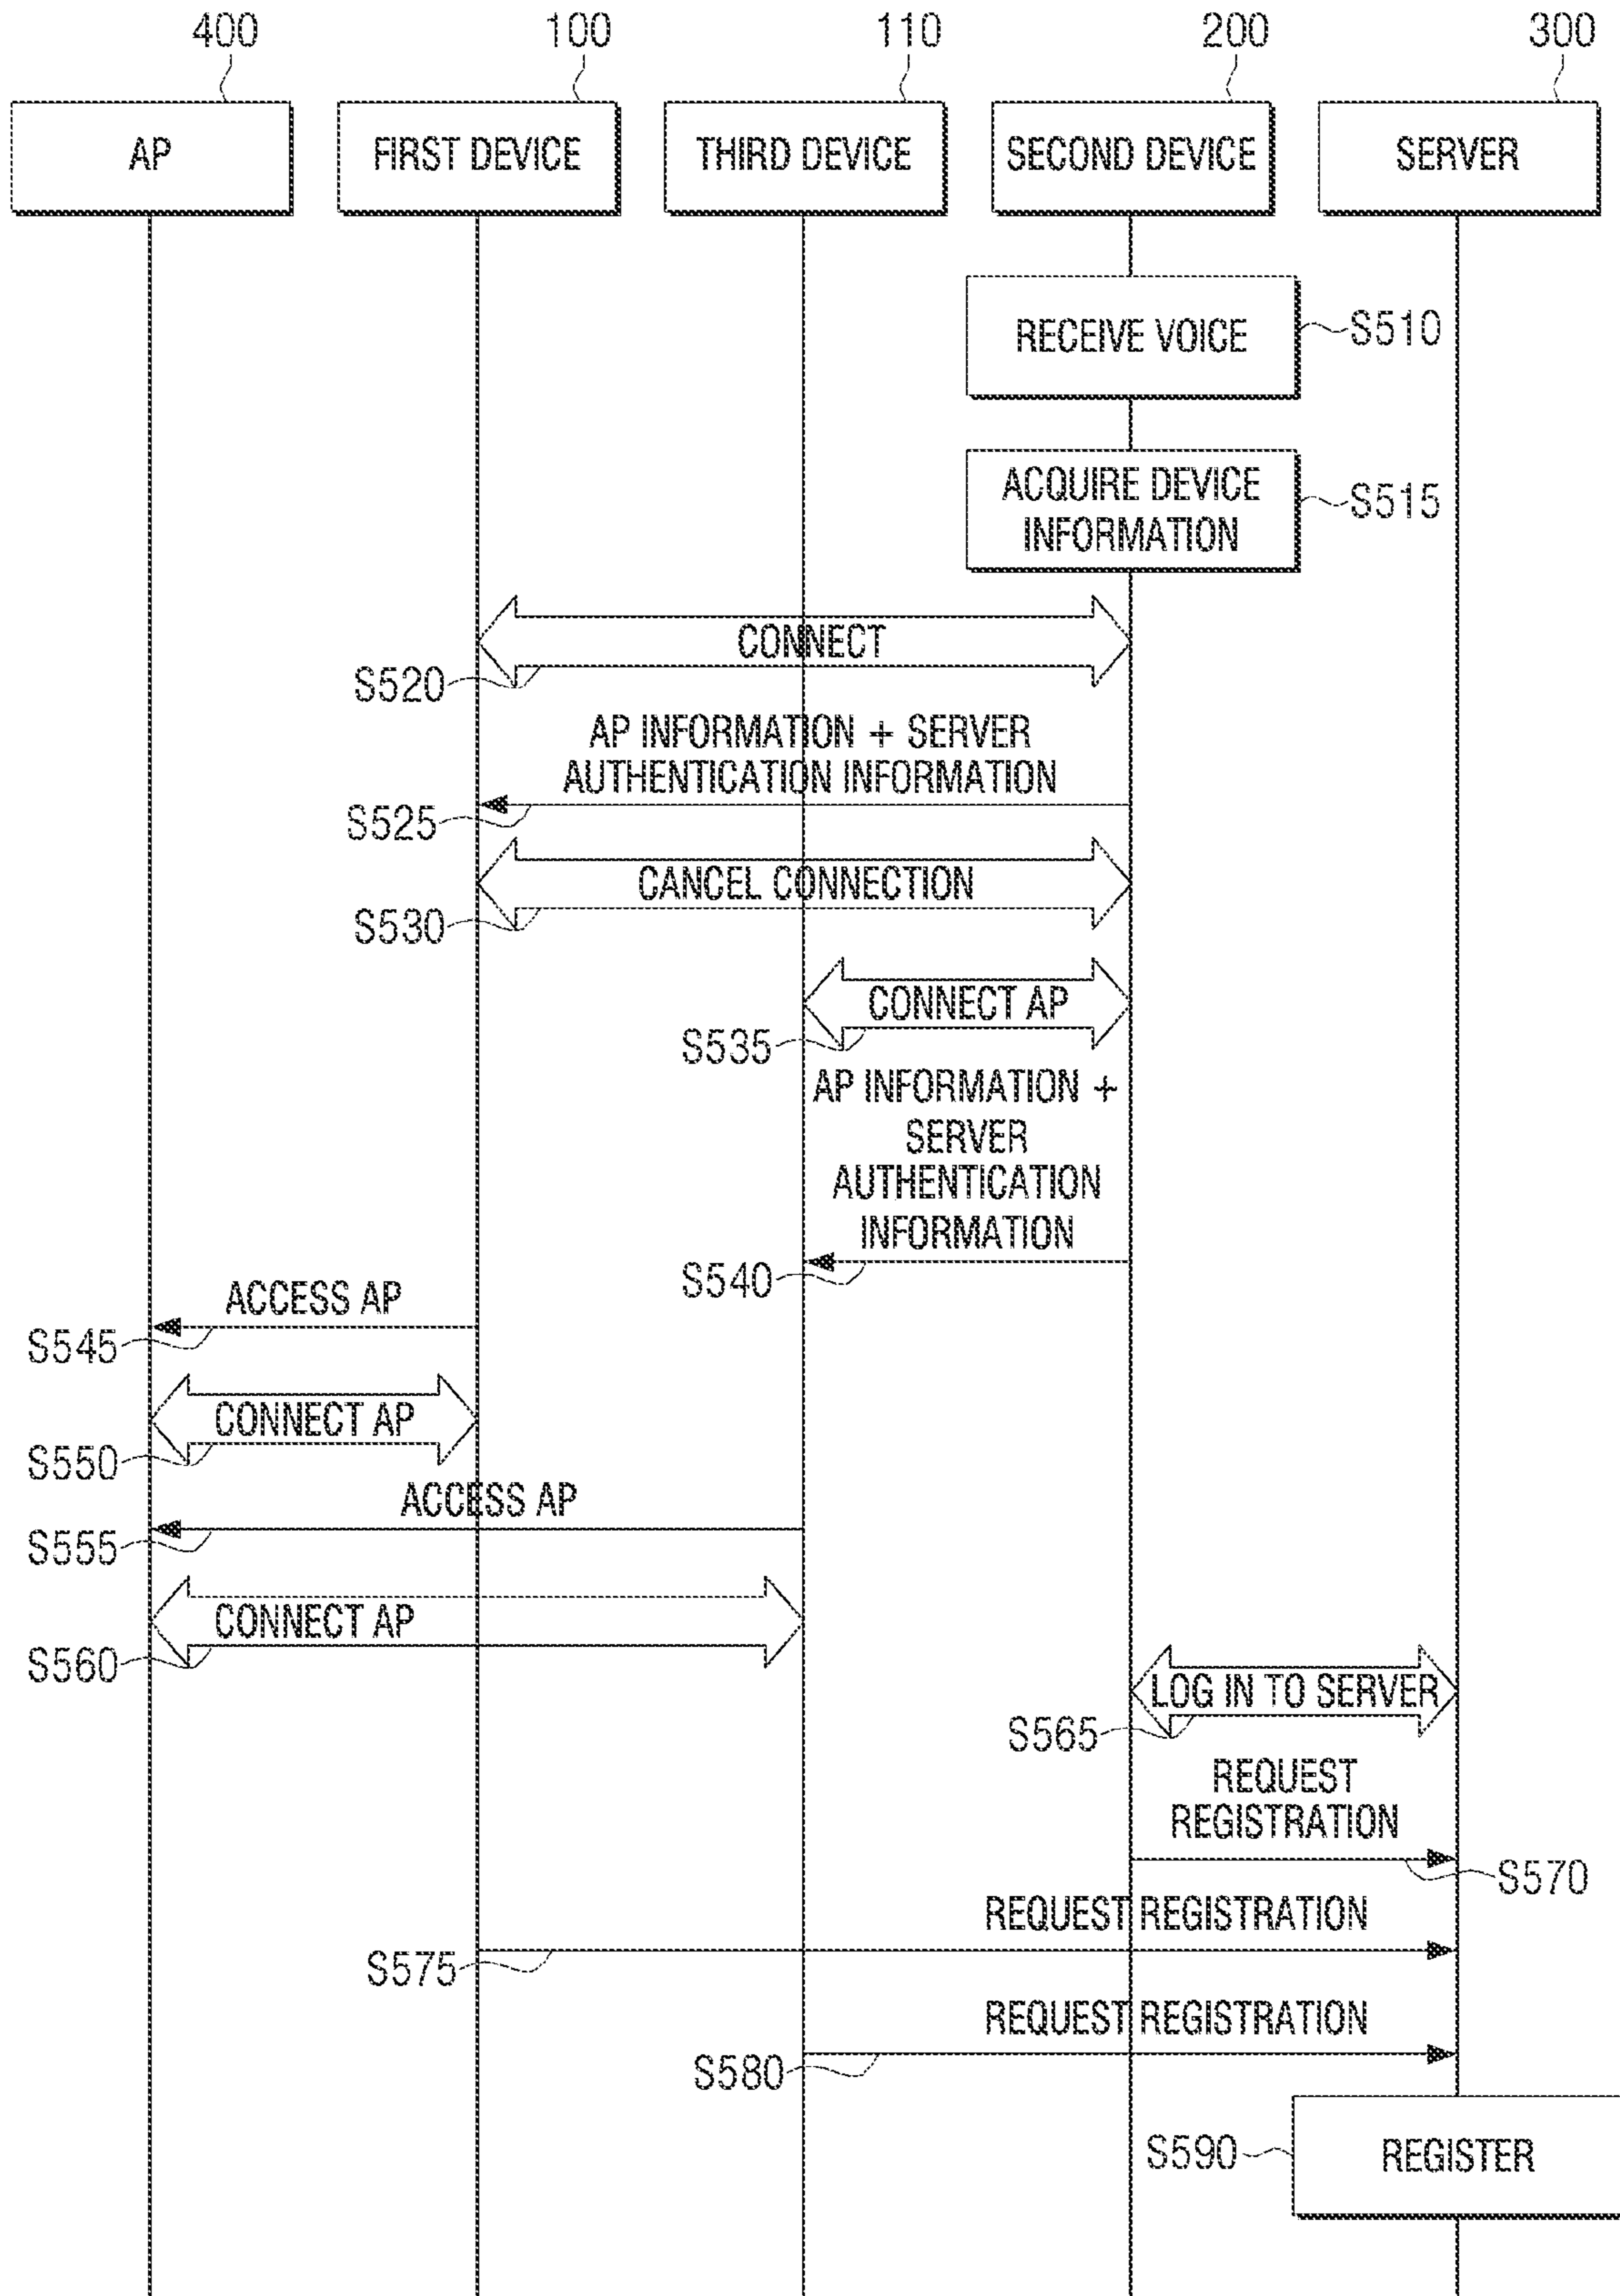 400
100
110
200
300
AP
FIRST DEVICE
THIRD DEVICE
SECOND DEVICE
SERVER
RECEIVE VOICE
S510
ACQUIRE DEVICE
INFORMATION
S515
CONNECT
S520
AP INFORMATION + SERVER
AUTHENTICATION INFORMATION
S525
CANCEL CONNECTION
S530
CONNECT AP
S535
AP INFORMATION +
SERVER
AUTHENTICATION
INFORMATION
S540
ACCESS AP
S545
CONNECT AP
S550
ACCESS AP
S555
CONNECT AP
S560
LOG IN TO SERVER
S565
REQUEST
REGISTRATION
S570
REQUEST REGISTRATION
S575
REQUEST REGISTRATION
S580
REGISTER
S590